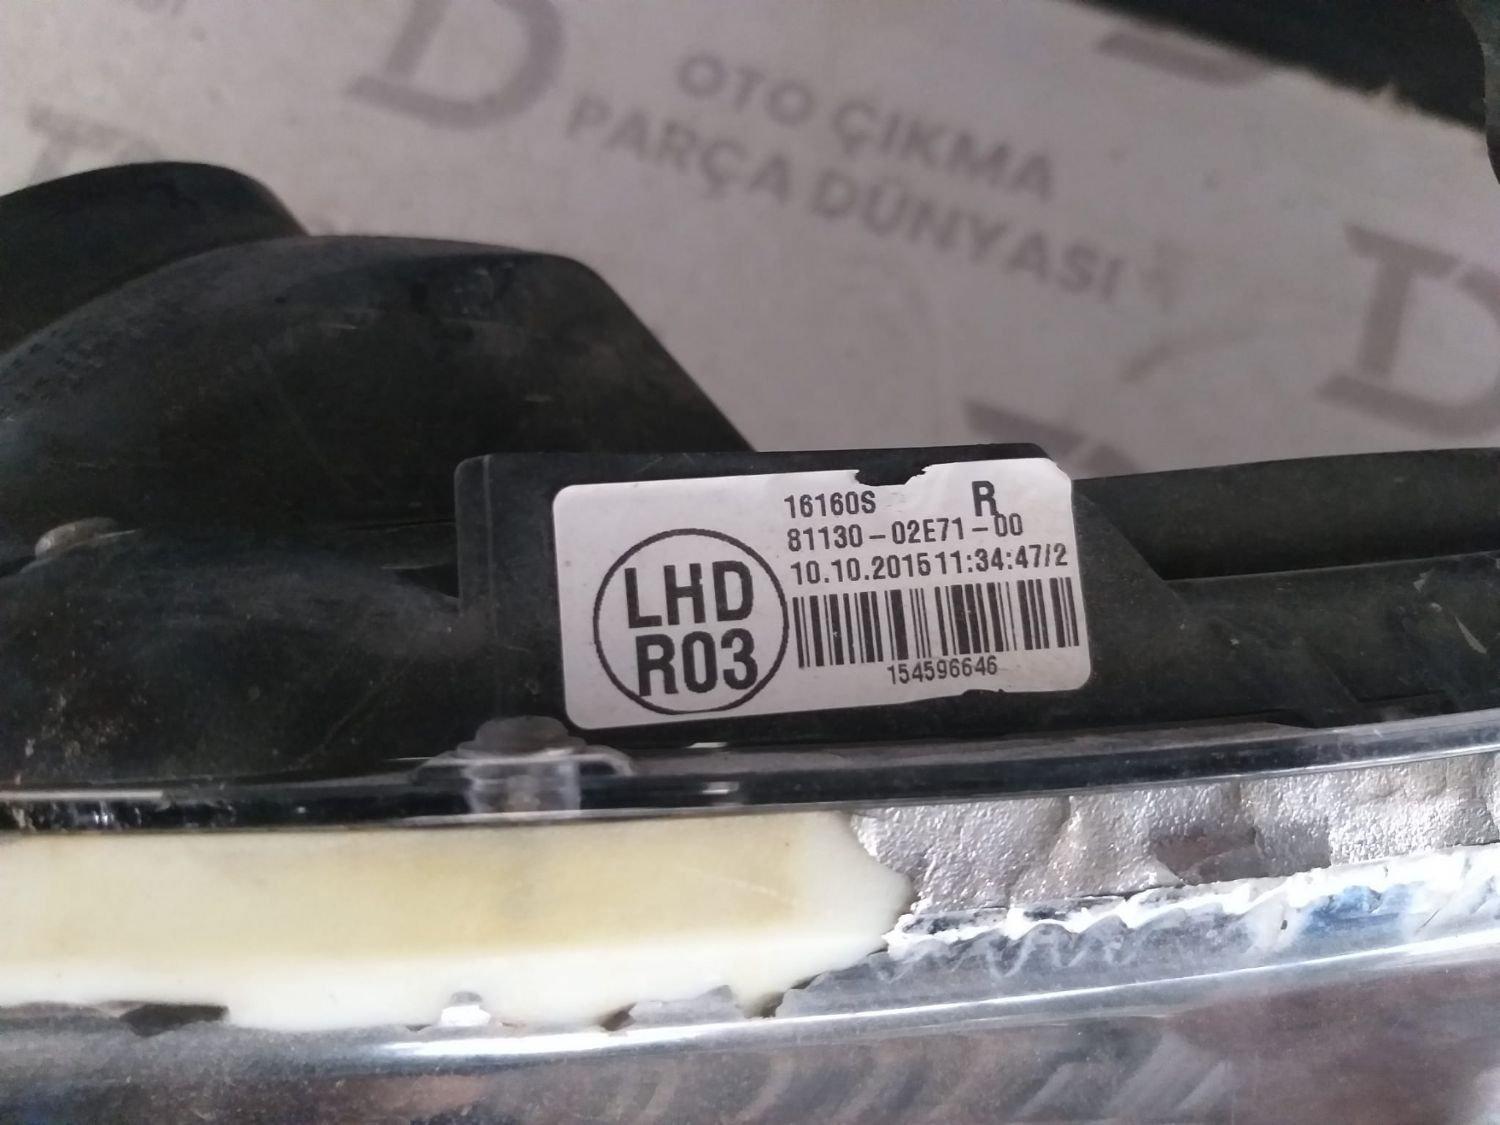 OTO ÇIKMA
PARÇA DÜNYASI
16160S R
81130-02E71-00
10.10.2015 11:34:47/2
LHD
R03
154596646